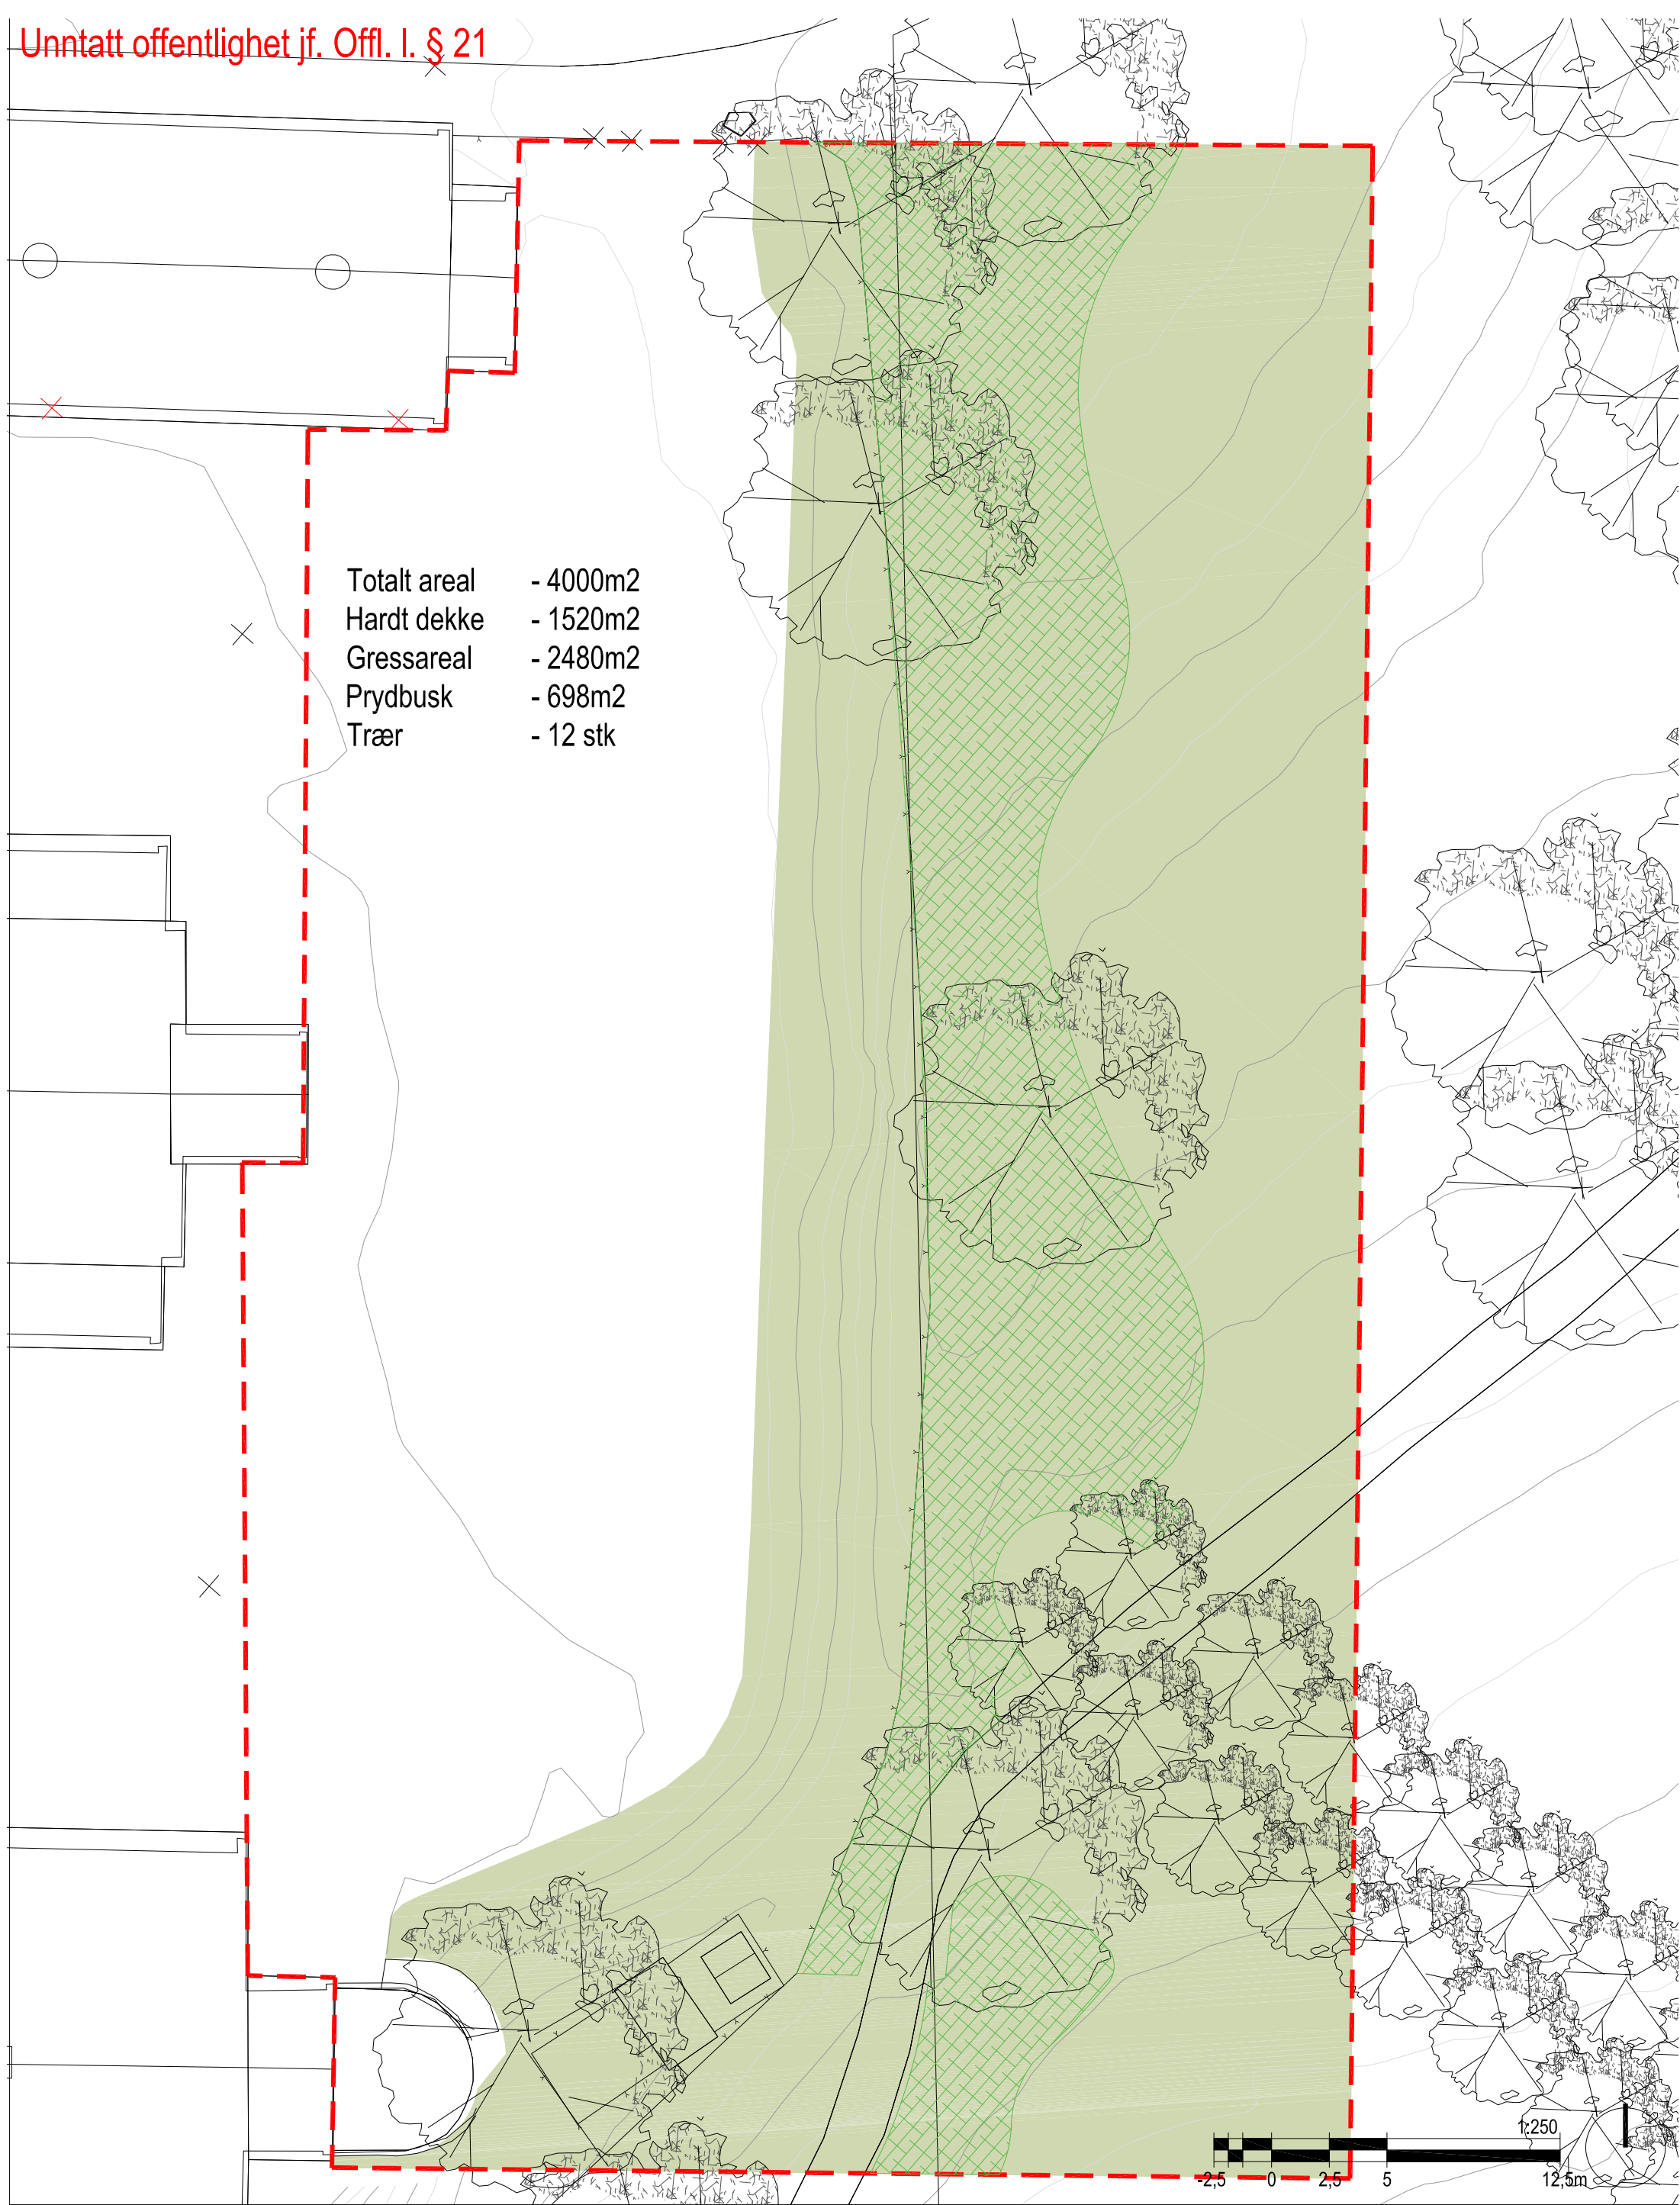 Unntatt offentlighet jf. Offl. l. § 21
Totalt areal - 4000m2
Hardt dekke - 1520m2
Gressareal - 2480m2
Prydbusk - 698m2
Trær - 12 stk
1:250
-2,5 0 2,5 5 12,5m